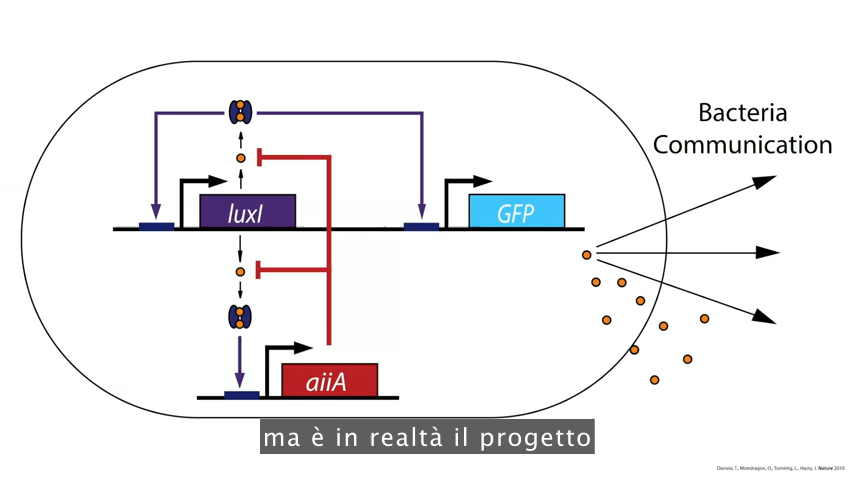 Bacteria
Communication
luxI
GFP
aiiA
ma è in realtà il progetto
Danino, T., Mondragon, O., Tsimring, L., Hasty, J. Nature 2010